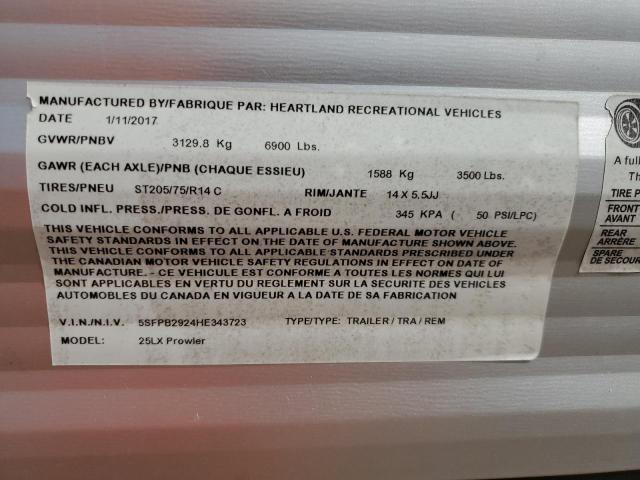 MANUFACTURED BY/FABRIQUE PAR: HEARTLAND RECREATIONAL VEHICLES
DATE 1/11/2017
GVWR/PNBV 3129.8 Kg 6900 Lbs.
GAWR (EACH AXLE)/PNB (CHAQUE ESSIEU) 1588 Kg 3500 Lbs.
TIRES/PNEU ST205/75/R14 C RIM/JANTE 14 X 5.5JJ
COLD INFL. PRESS./PRESS. DE GONFL. A FROID 345 KPA ( 50 PSI/LPC)
THIS VEHICLE CONFORMS TO ALL APPLICABLE U.S. FEDERAL MOTOR VEHICLE
SAFETY STANDARDS IN EFFECT ON THE DATE OF MANUFACTURE SHOWN ABOVE.
THIS VEHICLE CONFORMS TO ALL APPLICABLE STANDARDS PRESCRIBED UNDER
THE CANADIAN MOTOR VEHICLE SAFETY REGULATIONS IN EFFECT ON THE DATE OF
MANUFACTURE. - CE VEHICULE EST CONFORME A TOUTES LES NORMES QUI LUI
SONT APPLICABLES EN VERTU DU REGLEMENT SUR LA SECURITE DES VEHICLES
AUTOMOBILES DU CANADA EN VIGUEUR A LA DATE DE SA FABRICATION
V.I.N./N.I.V. 5SFPB2924HE343723 TYPE/TYPE: TRAILER / TRA / REM
MODEL: 25LX Prowler
A full
Th
TIRE P
FRONT
AVANT
REAR
ARRIÈRE
SPARE
DE SECOUR